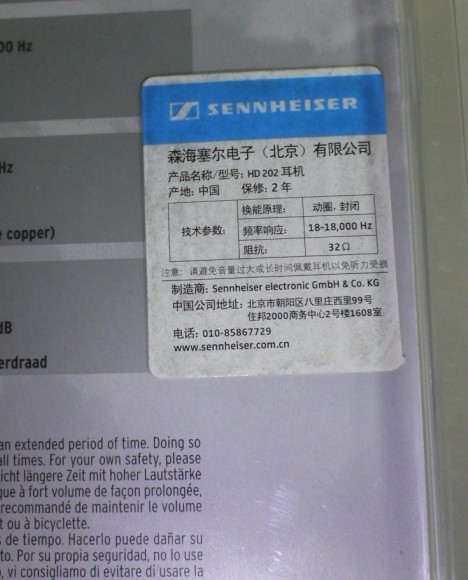 00 Hz
Hz
copper)
dB
erdraad
SENNHEISER
森海塞尔电子（北京）有限公司
产品名称/型号: HD 202 耳机
产地: 中国 保修: 2 年
技术参数:
换能原理: 动圈, 封闭
频率响应: 18-18,000 Hz
阻抗: 32Ω
注意: 请避免音量过大或长时间佩戴耳机以免听力受损
制造商: Sennheiser electronic GmbH & Co. KG
中国公司地址: 北京市朝阳区八里庄西里99号
住邦2000商务中心2号楼1608室
电话: 010-85867729
www.sennheiser.com.cn
an extended period of time. Doing so
all times. For your own safety, please
icht längere Zeit mit hoher Lautstärke
gue à fort volume de façon prolongée,
recommandé de maintenir le volume
t ou à bicyclette.
s de tiempo. Hacerlo puede dañar su
to. Por su propia seguridad, no lo use
, vi consigliamo di evitare di usare la